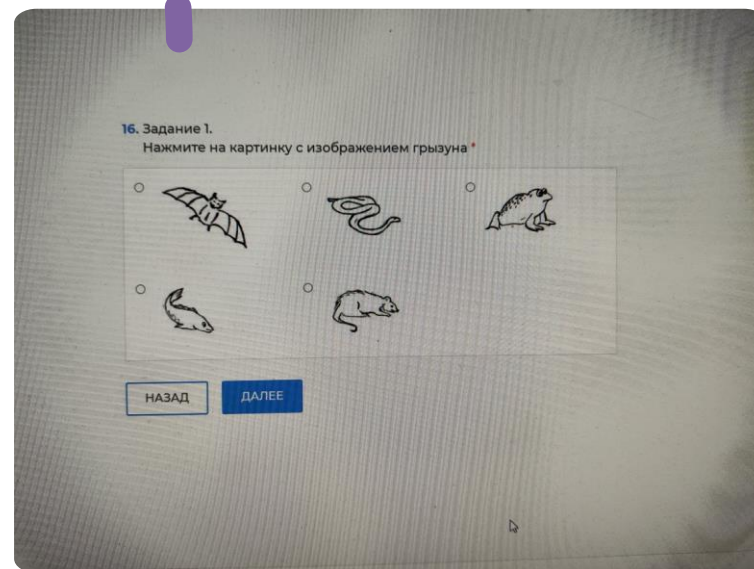 16. Задание 1.
Нажмите на картинку с изображением грызуна *
НАЗАД
ДАЛЕЕ